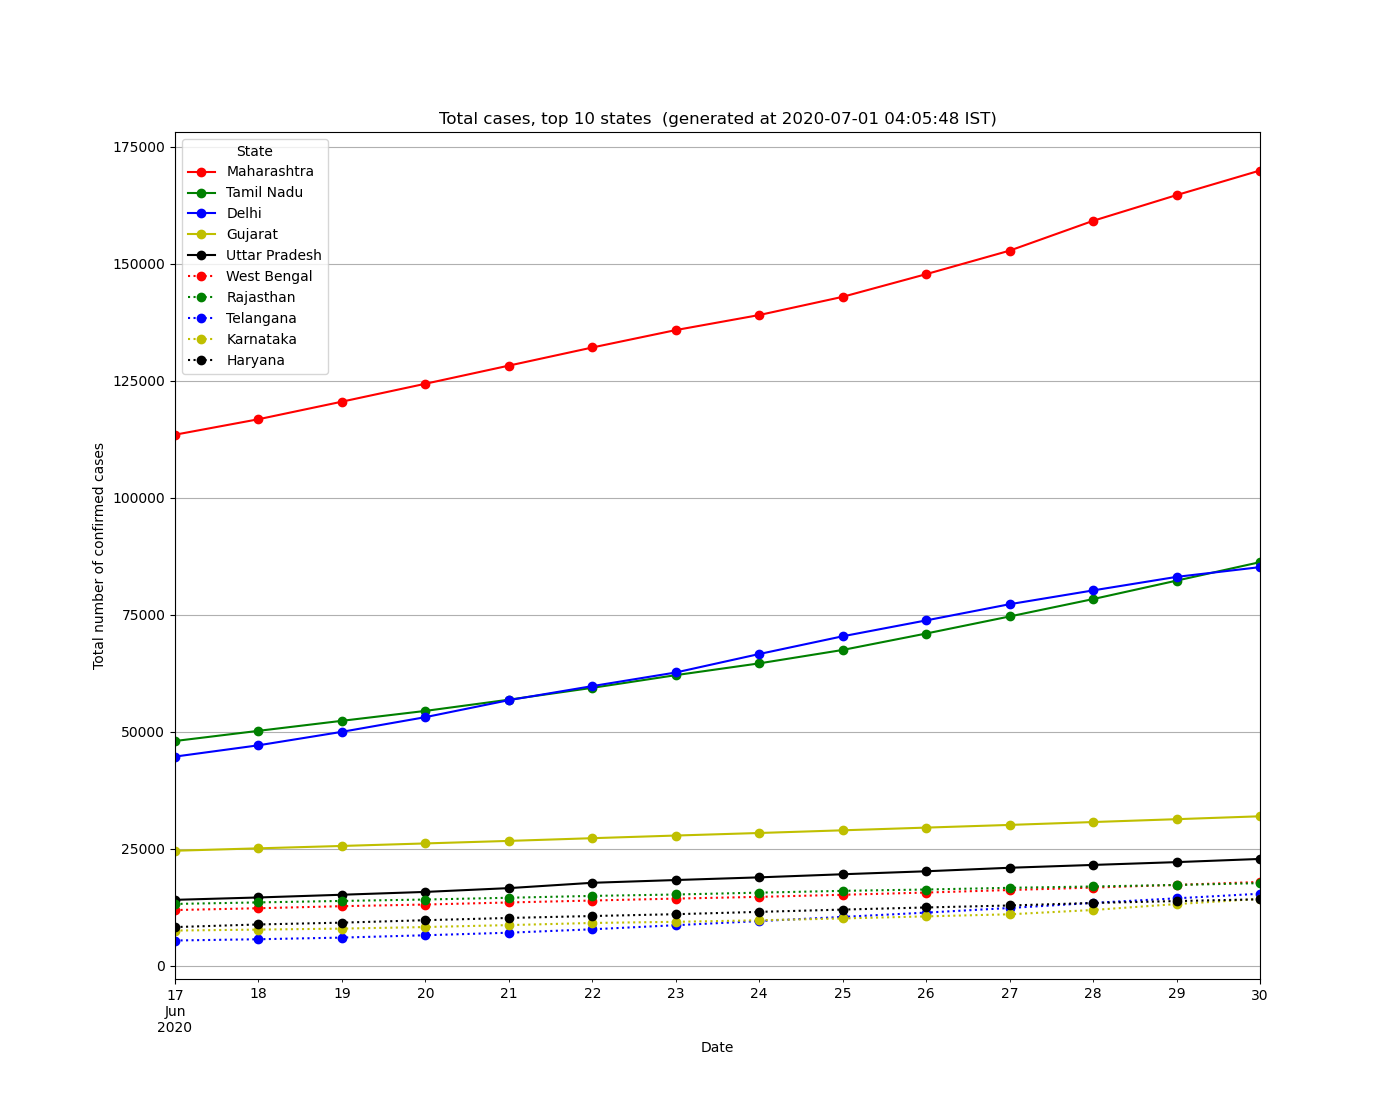 Total cases, top 10 states  (generated at 2020-07-01 04:05:48 IST)
State
Maharashtra
Tamil Nadu
Delhi
Gujarat
Uttar Pradesh
West Bengal
Rajasthan
Telangana
Karnataka
Haryana
175000
150000
125000
100000
75000
50000
25000
0
Total number of confirmed cases
17 18 19 20 21 22 23 24 25 26 27 28 29 30
Jun
2020
Date